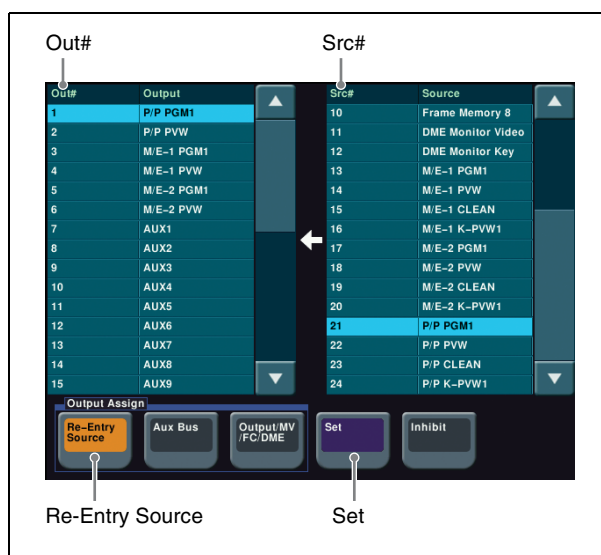 Out# Src#
Out# Output Src# Source
1 P/P PGM1 10 Frame Memory 8
2 P/P PVW 11 DME Monitor Video
3 M/E–1 PGM1 12 DME Monitor Key
4 M/E–1 PVW 13 M/E–1 PGM1
5 M/E–2 PGM1 14 M/E–1 PVW
6 M/E–2 PVW 15 M/E–1 CLEAN
7 AUX1 16 M/E–1 K–PVW1
8 AUX2 17 M/E–2 PGM1
9 AUX3 18 M/E–2 PVW
10 AUX4 19 M/E–2 CLEAN
11 AUX5 20 M/E–2 K–PVW1
12 AUX6 21 P/P PGM1
13 AUX7 22 P/P PVW
14 AUX8 23 P/P CLEAN
15 AUX9 24 P/P K–PVW1
Output Assign
Re–Entry Source
Aux Bus
Output/MV /FC/DME
Set
Inhibit
Re-Entry Source Set